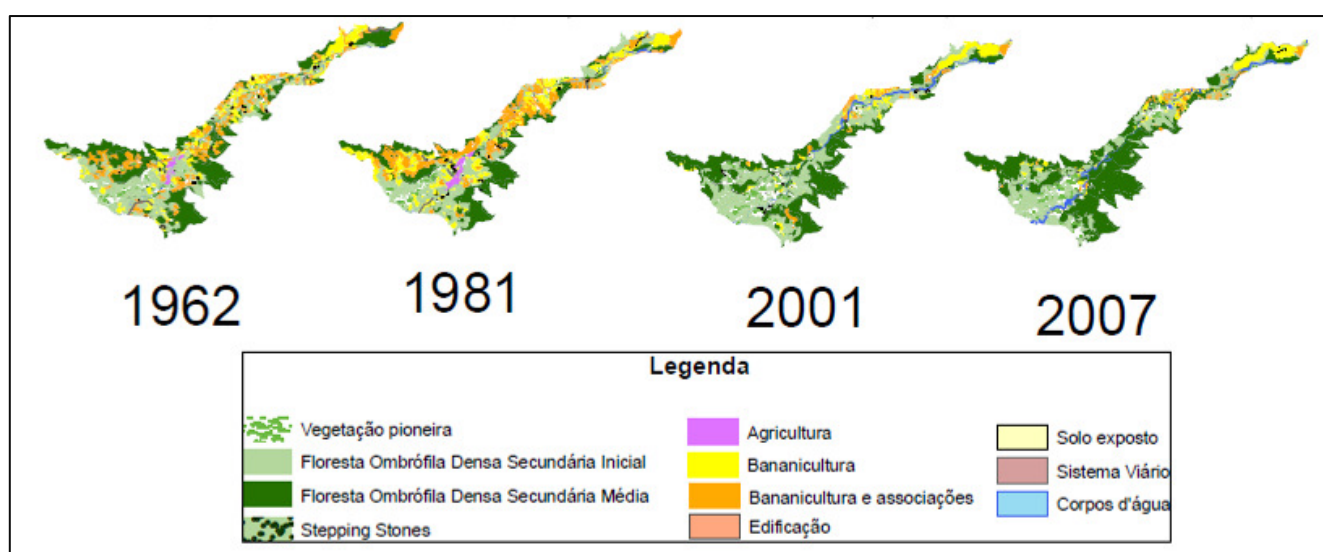 1962
1981
2001
2007
Legenda
Vegetação pioneira
Floresta Ombrófila Densa Secundária Inicial
Floresta Ombrófila Densa Secundária Média
Stepping Stones
Agricultura
Bananicultura
Bananicultura e associações
Edificação
Solo exposto
Sistema Viário
Corpos d'água